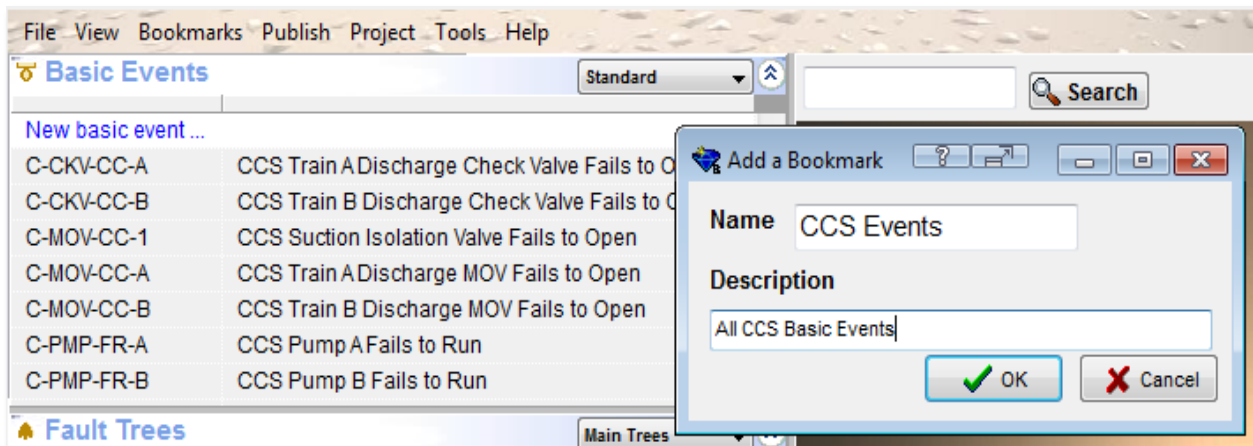 File View Bookmarks Publish Project Tools Help
Basic Events Standard
Search
New basic event ...
C-CKV-CC-A CCS Train A Discharge Check Valve Fails to O
C-CKV-CC-B CCS Train B Discharge Check Valve Fails to
C-MOV-CC-1 CCS Suction Isolation Valve Fails to Open
C-MOV-CC-A CCS Train A Discharge MOV Fails to Open
C-MOV-CC-B CCS Train B Discharge MOV Fails to Open
C-PMP-FR-A CCS Pump A Fails to Run
C-PMP-FR-B CCS Pump B Fails to Run
Fault Trees Main Trees
Add a Bookmark
Name CCS Events
Description
All CCS Basic Events
OK Cancel